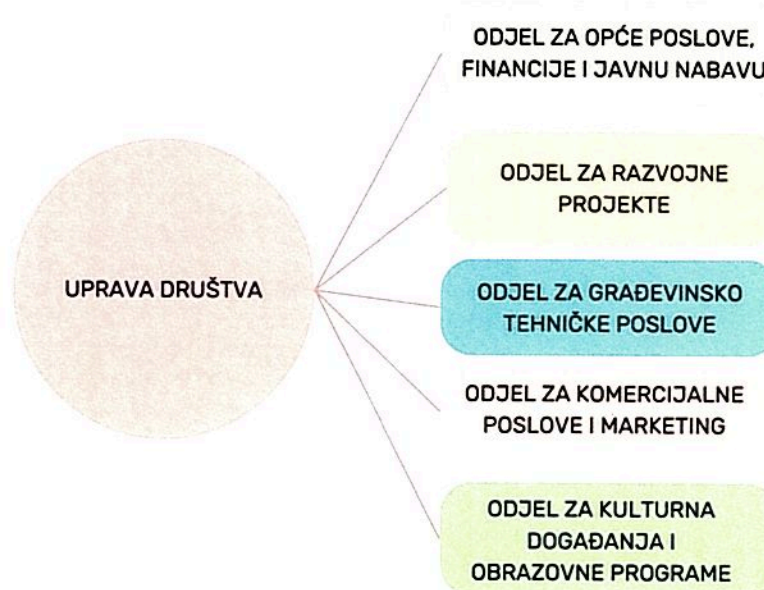 UPRAVA DRUŠTVA
ODJEL ZA OPĆE POSLOVE,
FINANCIJE I JAVNU NABAVU
ODJEL ZA RAZVOJNE
PROJEKTE
ODJEL ZA GRAĐEVINSKO
TEHNIČKE POSLOVE
ODJEL ZA KOMERCIJALNE
POSLOVE I MARKETING
ODJEL ZA KULTURNA
DOGAĐANJA I
OBRAZOVNE PROGRAME